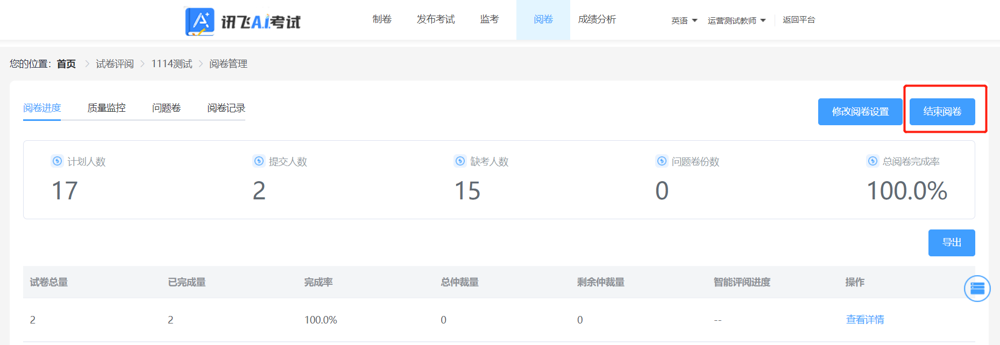 讯飞A.I.考试
制卷 发布考试 监考 阅卷 成绩分析 英语 运营测试教师 返回平台
您的位置： 首页 试卷评阅 1114测试 阅卷管理
阅卷进度 质量监控 问题卷 阅卷记录 修改阅卷设置 结束阅卷
计划人数 提交人数 缺考人数 问题卷份数 总阅卷完成率
17 2 15 0 100.0%
导出
试卷总量 已完成量 完成率 总仲裁量 剩余仲裁量 智能评阅进度 操作
2 2 100.0% 0 0 -- 查看详情